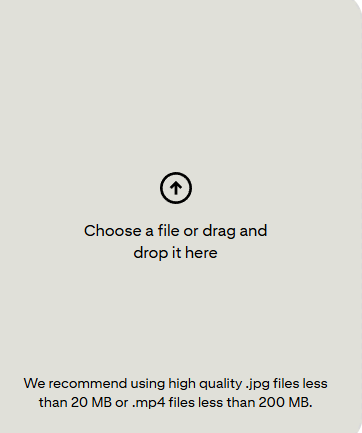 Choose a file or drag and
drop it here
We recommend using high quality .jpg files less
than 20 MB or .mp4 files less than 200 MB.